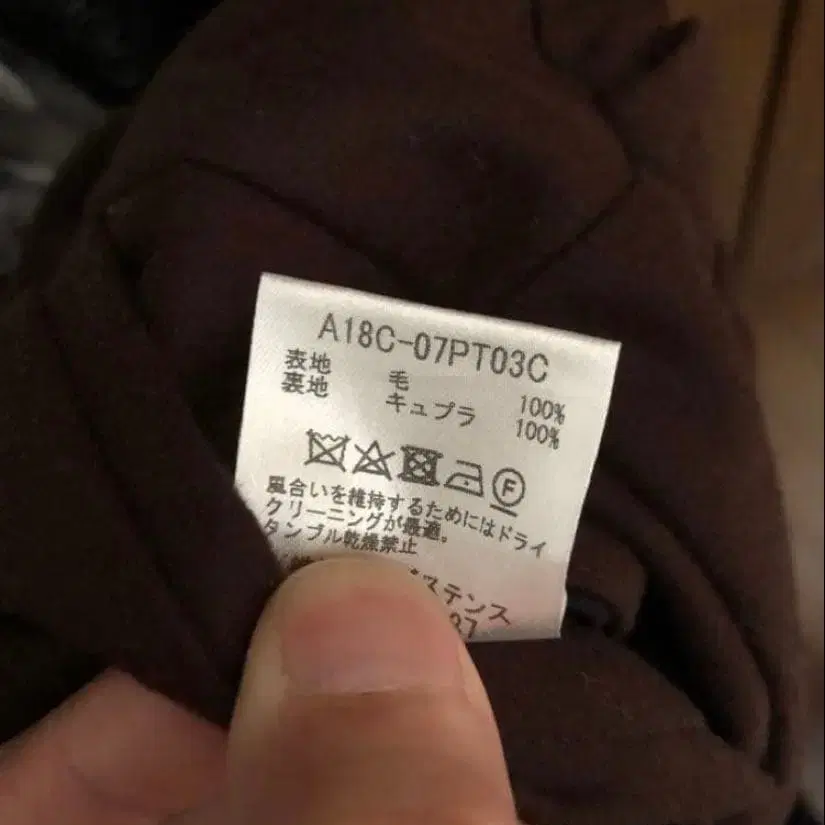 A18C-07PT03C
表地 毛 100%
裏地 キュプラ 100%
F
風合いを維持するためにはドライ
クリーニングが最適。
タンブル乾燥禁止
ステンス